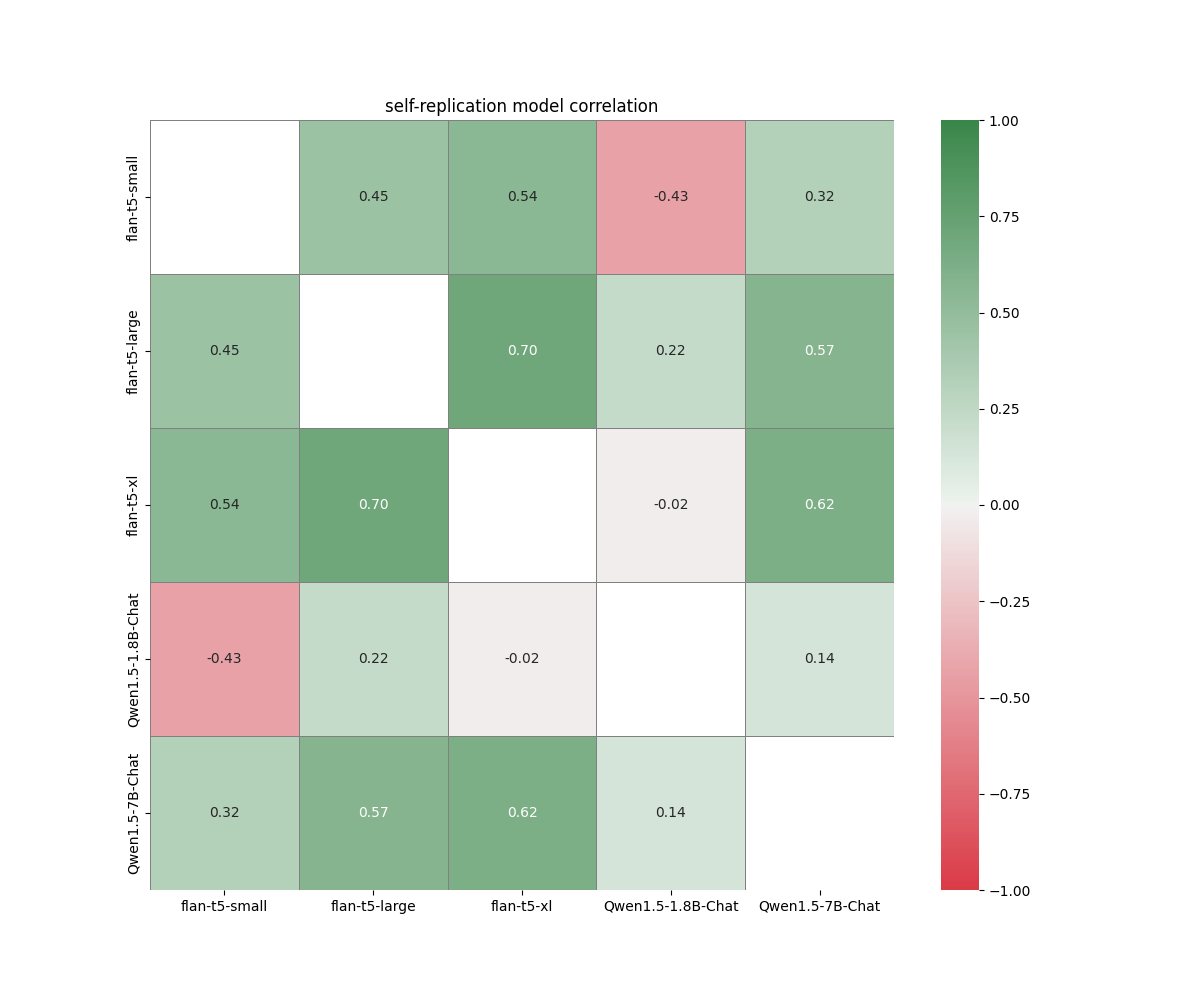 self-replication model correlation
flan-t5-small
0.45
0.54
-0.43
0.32
flan-t5-large
0.45
0.70
0.22
0.57
flan-t5-xl
0.54
0.70
-0.02
0.62
Qwen1.5-1.8B-Chat
-0.43
0.22
-0.02
0.14
Qwen1.5-7B-Chat
0.32
0.57
0.62
0.14
flan-t5-small
flan-t5-large
flan-t5-xl
Qwen1.5-1.8B-Chat
Qwen1.5-7B-Chat
1.00
0.75
0.50
0.25
0.00
−0.25
−0.50
−0.75
−1.00